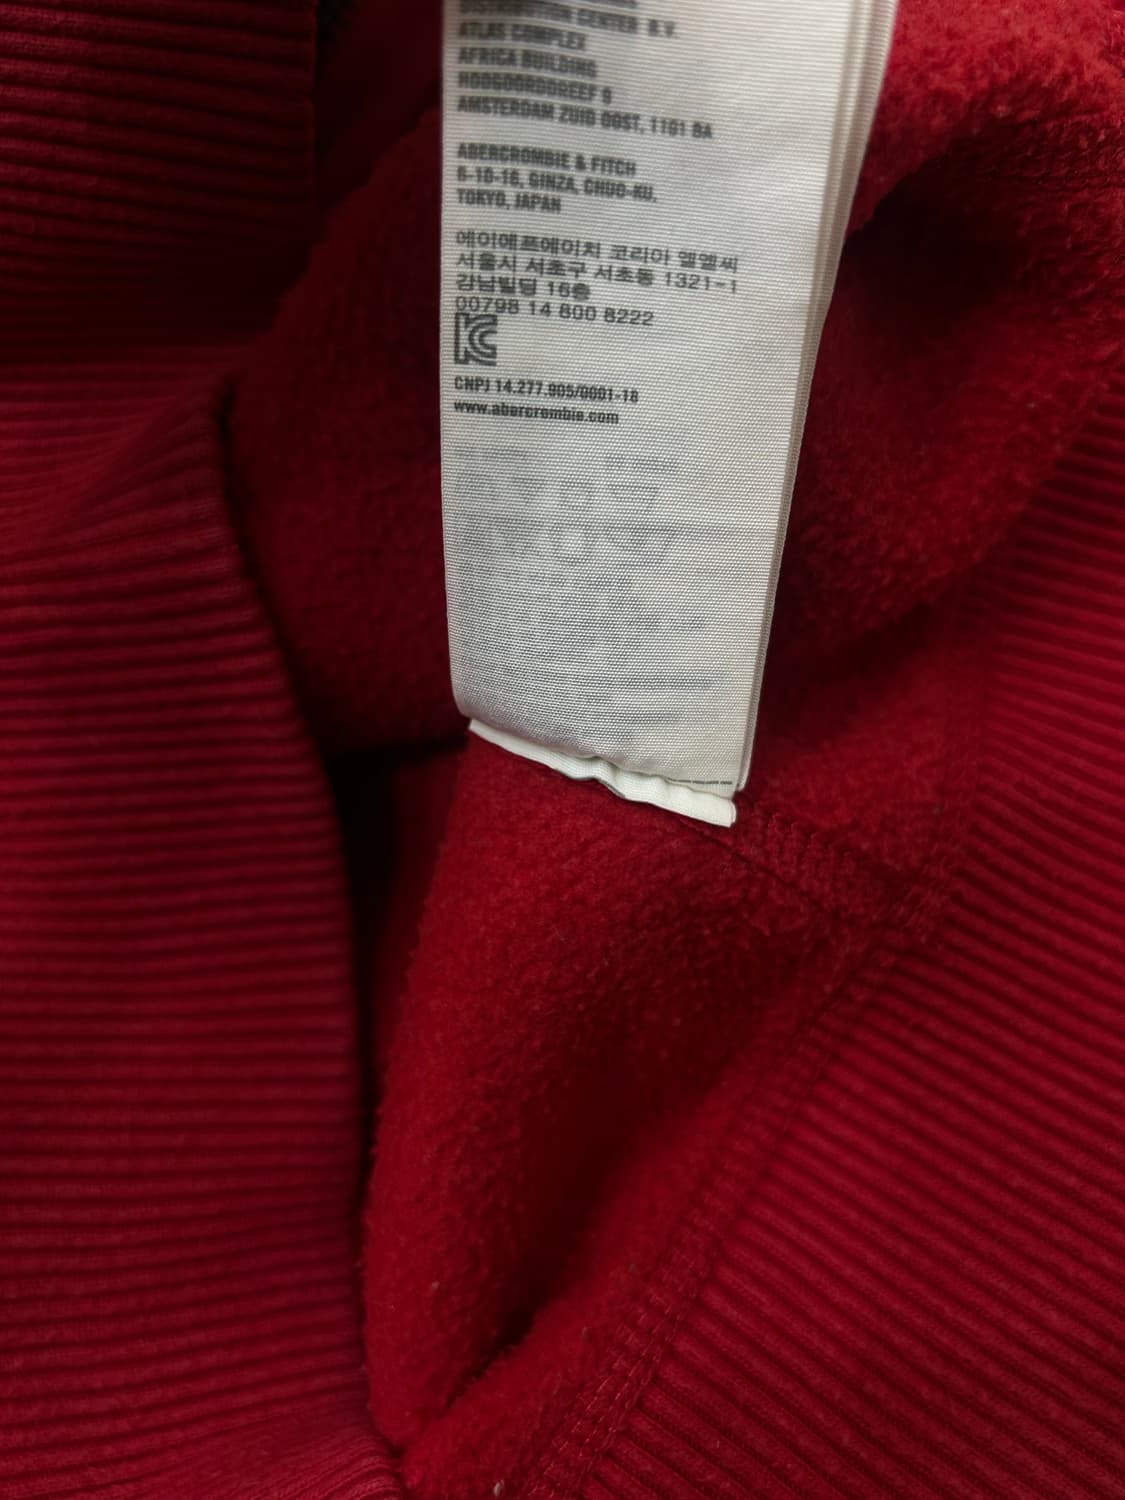 DISTRIBUTION CENTER B.V.
ATLAS COMPLEX
AFRICA BUILDING
HOOGOORDDREEF 9
AMSTERDAM ZUID OOST, 1101 BA
ABERCROMBIE & FITCH
6-10-16, GINZA, CHUO-KU,
TOKYO, JAPAN
에이에프에이치 코리아 엘엘씨
서울시 서초구 서초동 1321-1
강남빌딩 16층
00798 14 800 8222
CNPJ 14.277.905/0001-18
www.abercrombie.com